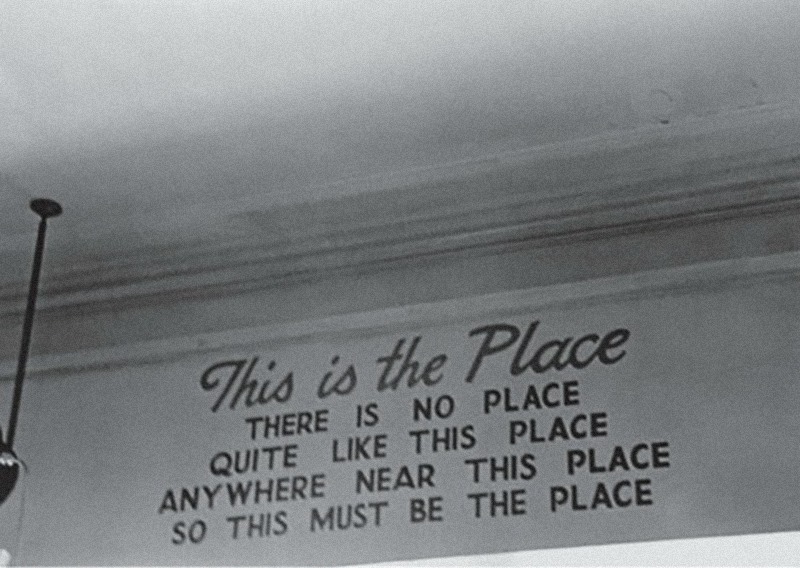 This is the Place
THERE IS NO PLACE
QUITE LIKE THIS PLACE
ANYWHERE NEAR THIS PLACE
SO THIS MUST BE THE PLACE